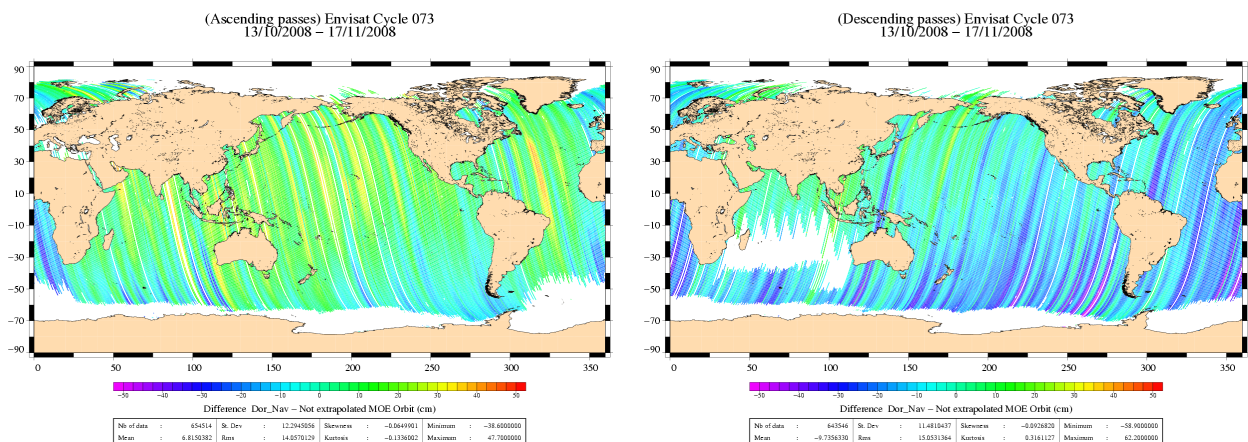 (Ascending passes) Envisat Cycle 073
13/10/2008 – 17/11/2008
90
70
50
30
10
−10
−30
−50
−70
−90
0 50 100 150 200 250 300 350
−50 −40 −30 −20 −10 0 10 20 30 40 50
Difference Dor_Nav – Not extrapolated MOE Orbit (cm)
Nb of data : 654514 St. Dev : 12.2945056 Skewness : −0.0649901 Minimum : −38.6000000
Mean : 6.8150382 Rms : 14.0570129 Kurtosis : −0.1336002 Maximum : 47.7000000
(Descending passes) Envisat Cycle 073
13/10/2008 – 17/11/2008
90
70
50
30
10
−10
−30
−50
−70
−90
0 50 100 150 200 250 300 350
−50 −40 −30 −20 −10 0 10 20 30 40 50
Difference Dor_Nav – Not extrapolated MOE Orbit (cm)
Nb of data : 643546 St. Dev : 11.4810437 Skewness : −0.0926820 Minimum : −58.9000000
Mean : −9.7356330 Rms : 15.0531364 Kurtosis : 0.3161127 Maximum : 62.2000000